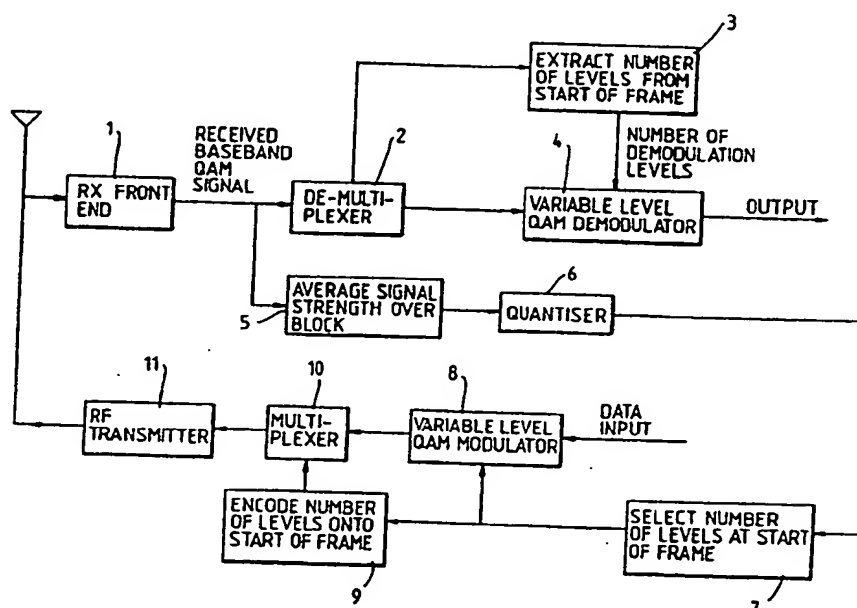 3
EXTRACT NUMBER
OF LEVELS FROM
START OF FRAME
1
RECEIVED
BASEBAND
QAM
SIGNAL
2
NUMBER OF
DEMODULATION
LEVELS
4
RX FRONT
END
DE-MULTI-
PLEXER
VARIABLE LEVEL
QAM DEMODULATOR
OUTPUT
5
AVERAGE SIGNAL
STRENGTH OVER
BLOCK
6
QUANTISER
11
RF
TRANSMITTER
10
MULTI-
PLEXER
8
VARIABLE LEVEL
QAM MODULATOR
DATA
INPUT
ENCODE NUMBER
OF LEVELS ONTO
START OF FRAME
9
SELECT NUMBER
OF LEVELS AT START
OF FRAME
7